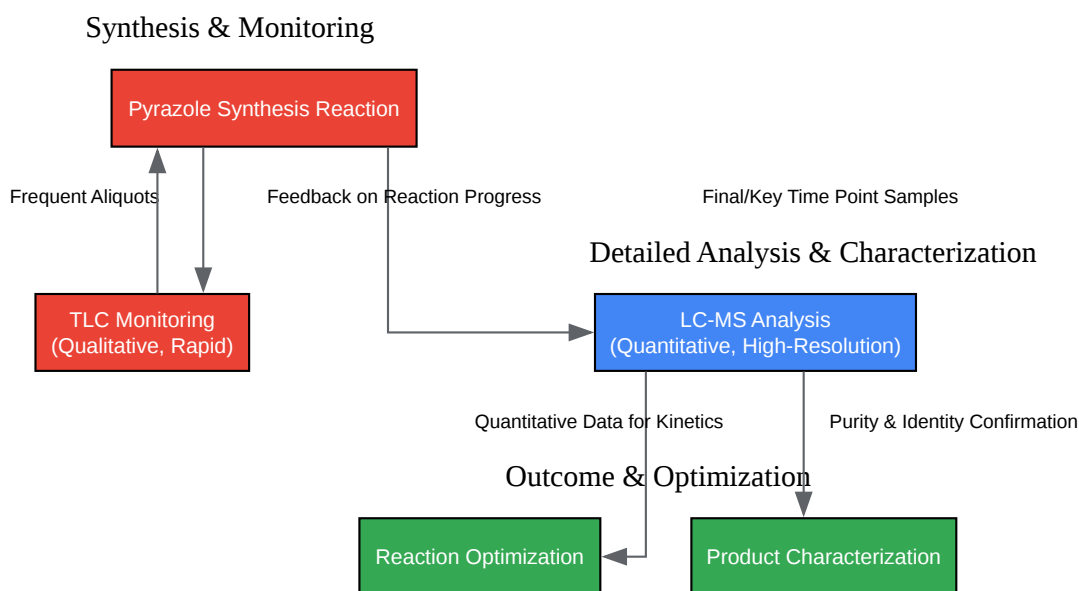 Synthesis & Monitoring
Pyrazole Synthesis Reaction
Frequent Aliquots
Feedback on Reaction Progress
Final/Key Time Point Samples
Detailed Analysis & Characterization
TLC Monitoring
(Qualitative, Rapid)
LC-MS Analysis
(Quantitative, High-Resolution)
Quantitative Data for Kinetics
Purity & Identity Confirmation
Outcome & Optimization
Reaction Optimization
Product Characterization